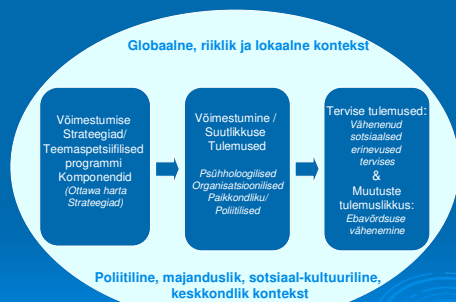 Globaalne, riiklik ja lokaalne kontekst
Võimestumise
Strateegiad/
Teemaspetsiifilised
programmi
Komponendid
(Ottawa harta
Strateegiad)
Võimestumine /
Suutlikkuse
Tulemused
Psühholoogilised
Organisatsioonilised
Paikkondliku/
Poliitilised
Tervise tulemused:
Vähenenud
sotsiaalsed
erinevused
tervises
&
Muutuste
tulemuslikkus:
Ebavõrdsuse
vähenemine
Poliitiline, majanduslik, sotsiaal-kultuuriline,
keskkondlik kontekst